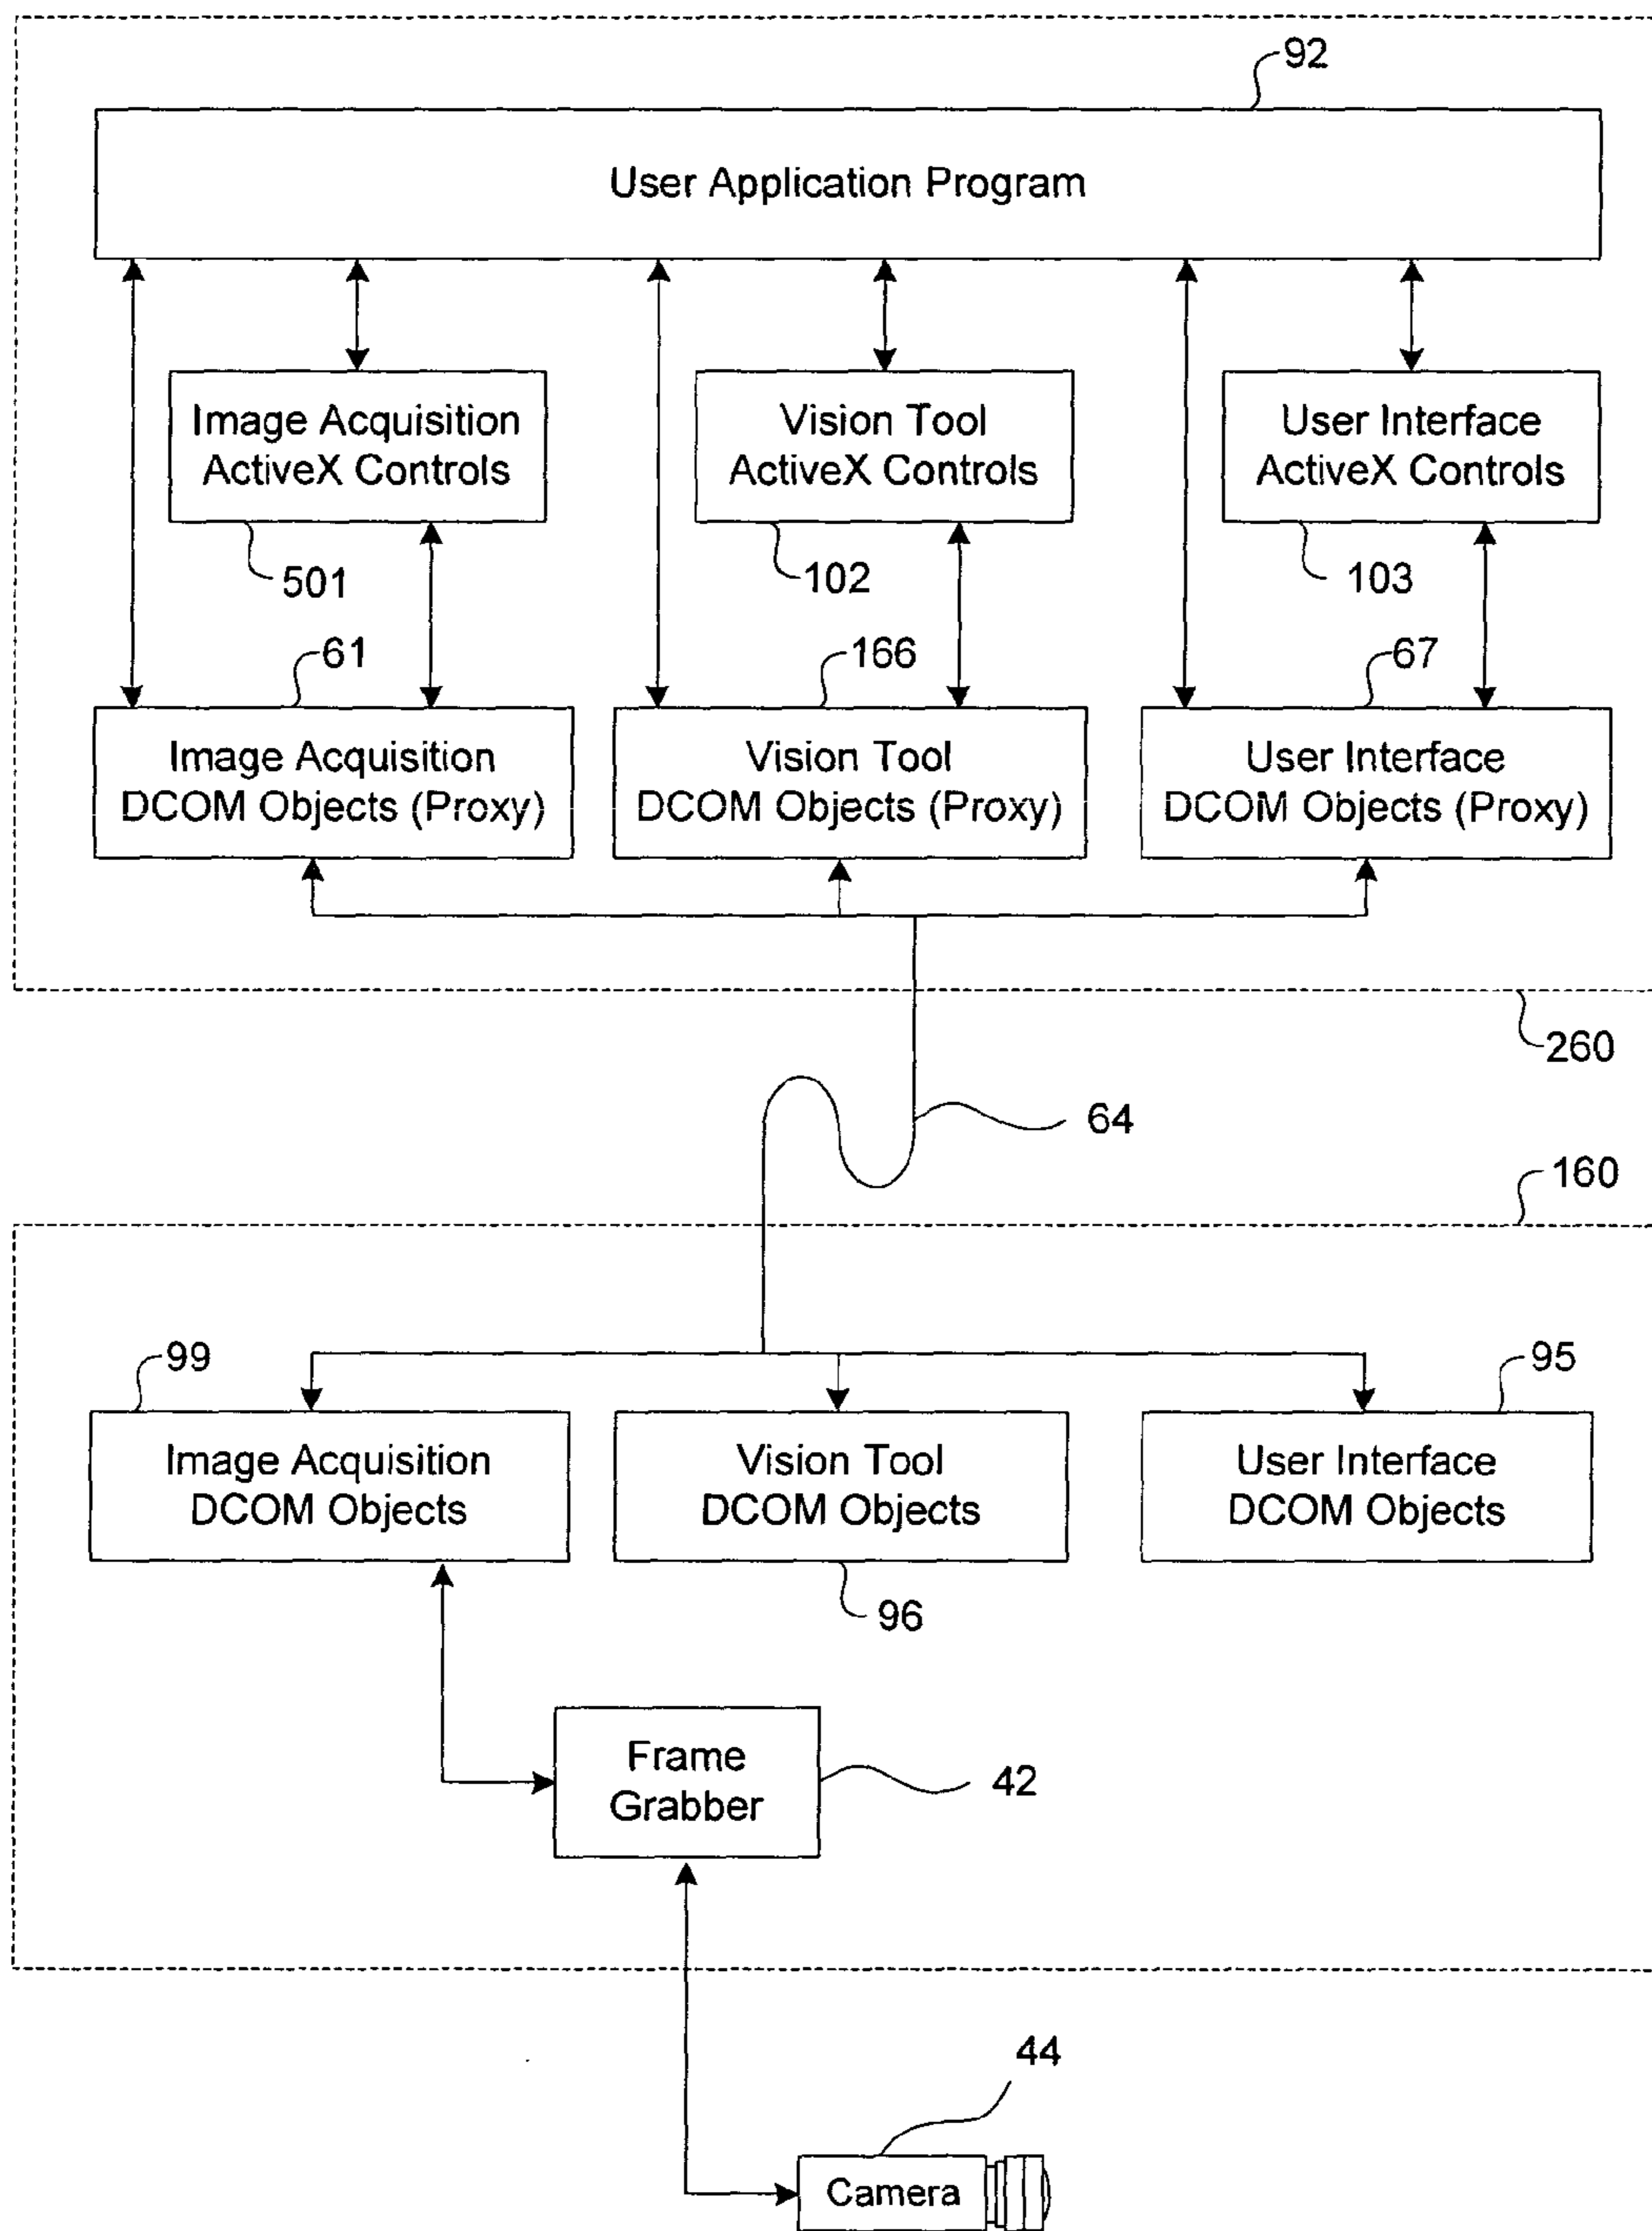 92
User Application Program
Image Acquisition
ActiveX Controls
Vision Tool
ActiveX Controls
User Interface
ActiveX Controls
501
102
103
61
166
67
Image Acquisition
DCOM Objects (Proxy)
Vision Tool
DCOM Objects (Proxy)
User Interface
DCOM Objects (Proxy)
260
64
160
99
95
Image Acquisition
DCOM Objects
Vision Tool
DCOM Objects
User Interface
DCOM Objects
96
Frame
Grabber
42
44
Camera